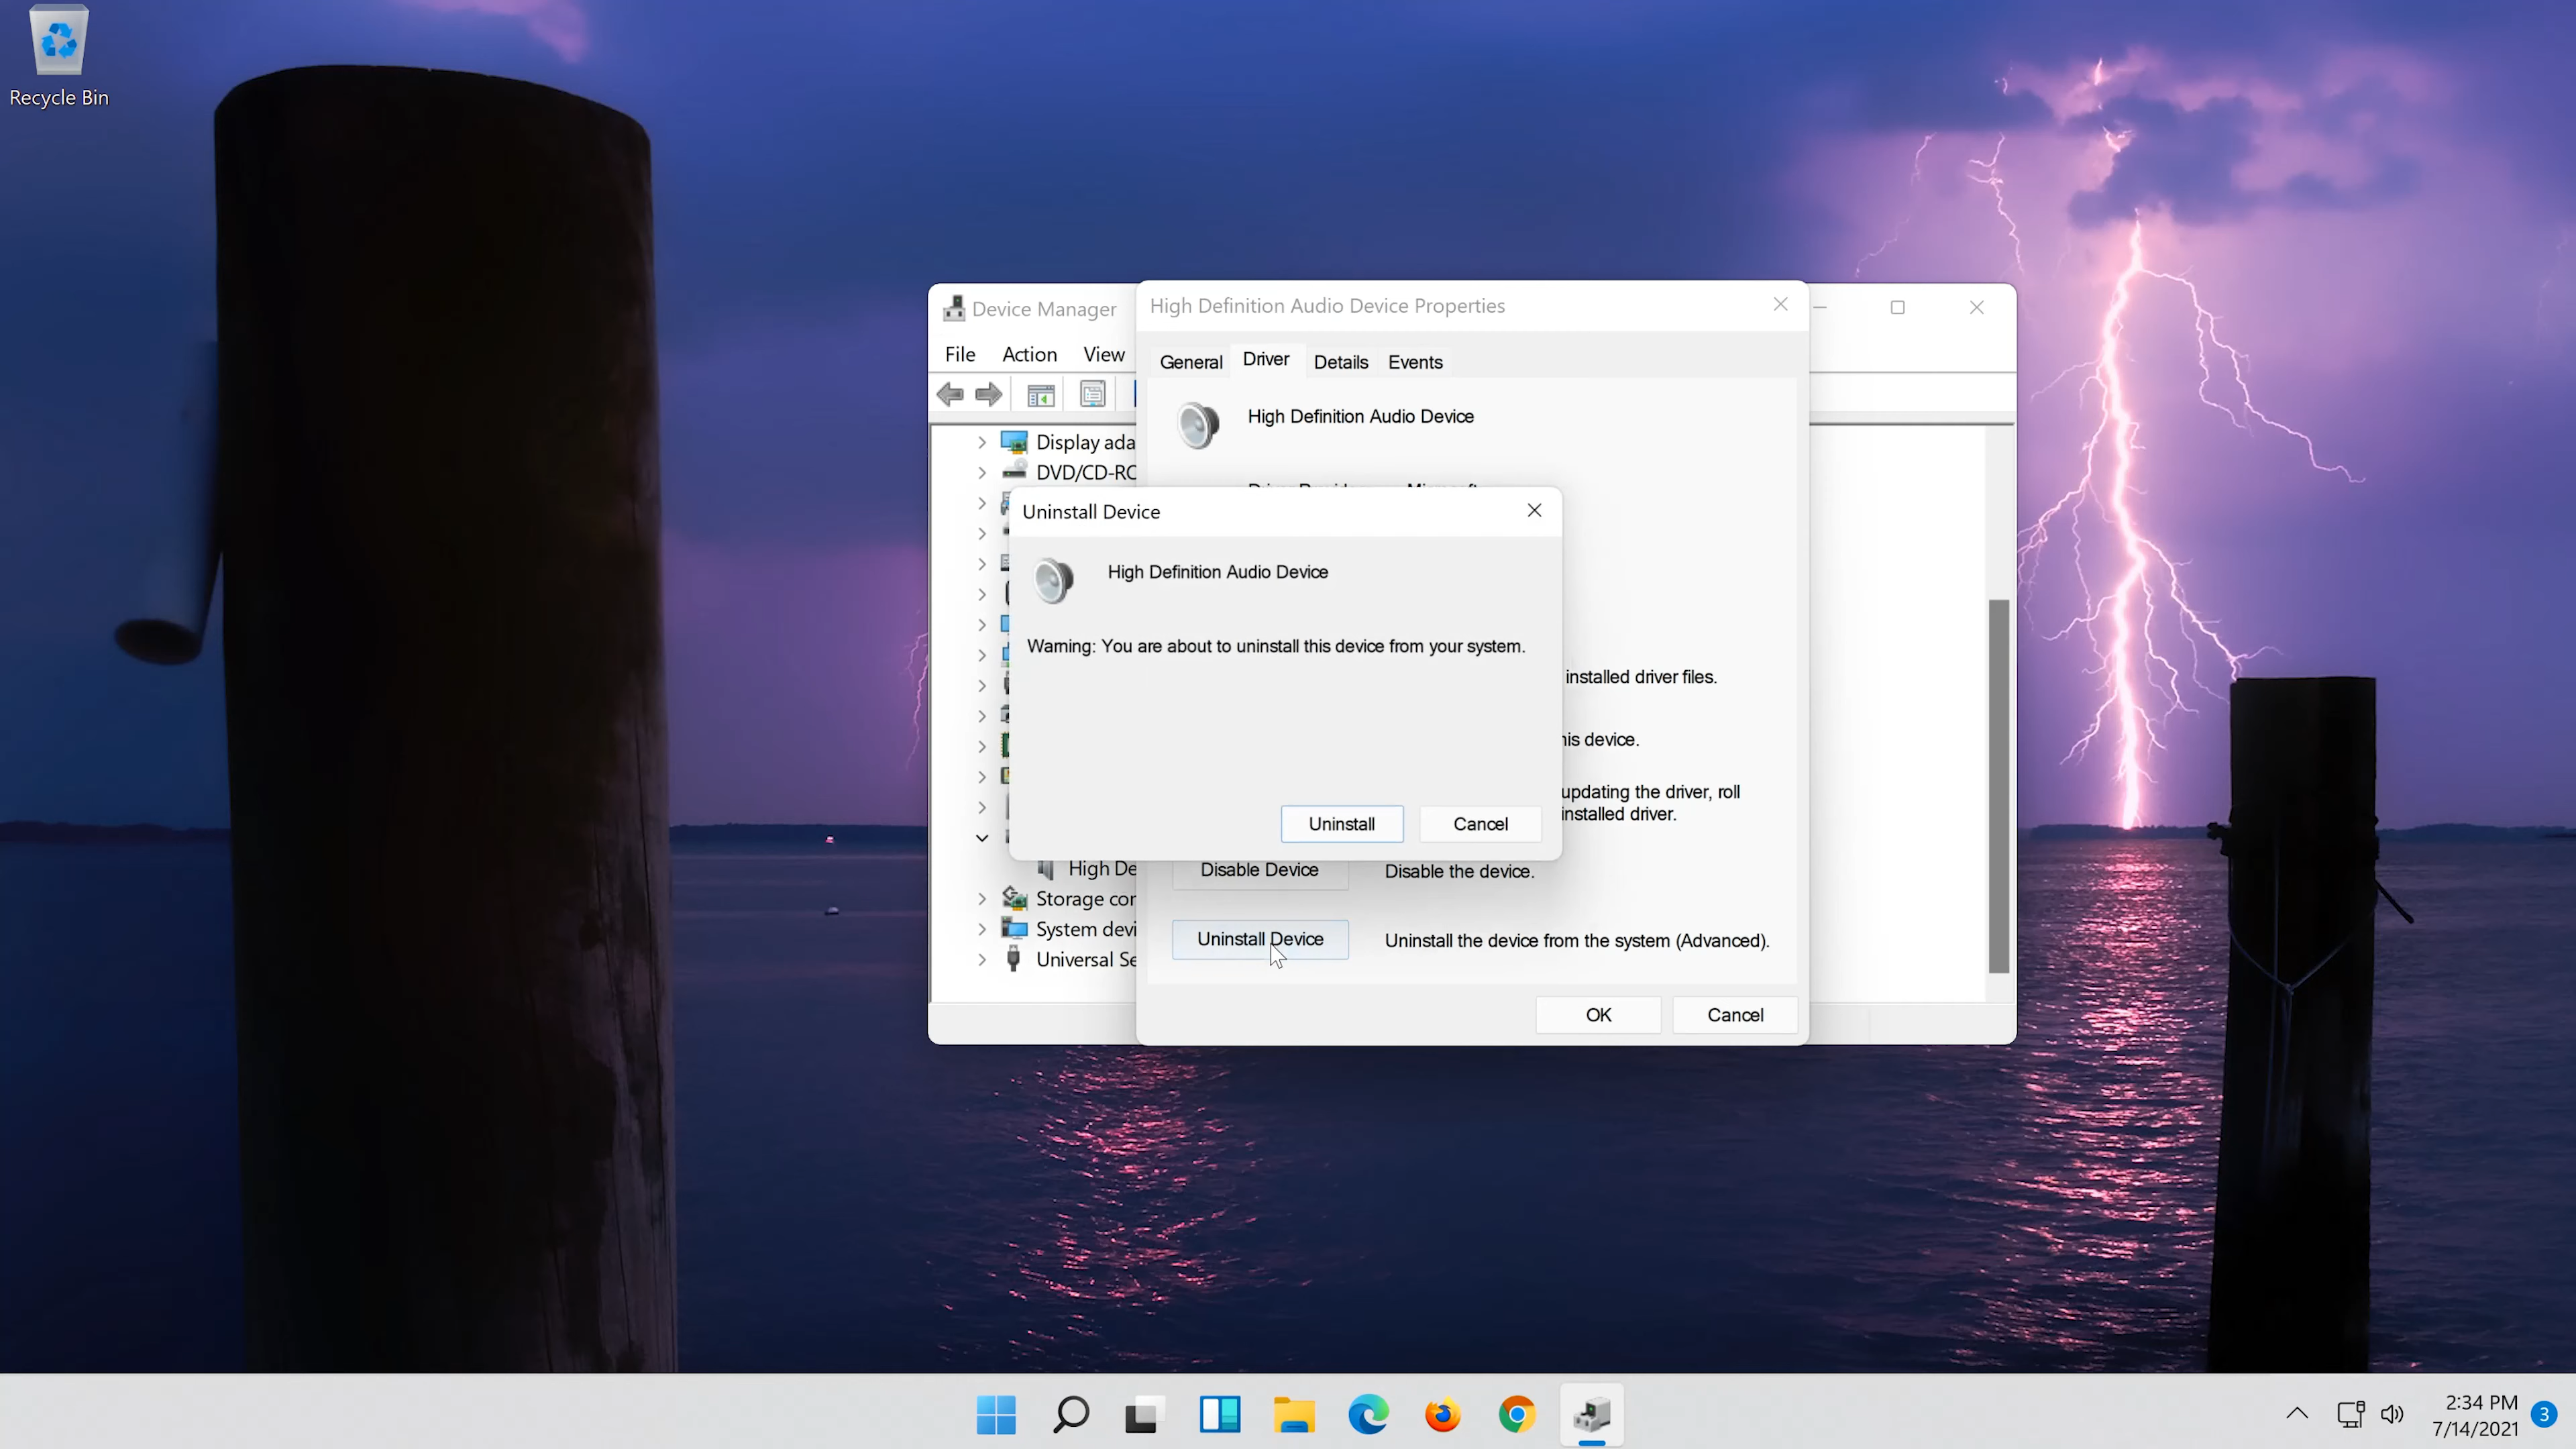 Recycle Bin
Device Manager
File Action View
Display ada
DVD/CD-RO
High De
Storage cor
System devi
Universal Se
High Definition Audio Device Properties
General Driver Details Events
High Definition Audio Device
installed driver files.
his device.
updating the driver, roll
installed driver.
Disable Device
Disable the device.
Uninstall Device
Uninstall the device from the system (Advanced).
OK Cancel
Uninstall Device
High Definition Audio Device
Warning: You are about to uninstall this device from your system.
Uninstall Cancel
2:34 PM
7/14/2021
3